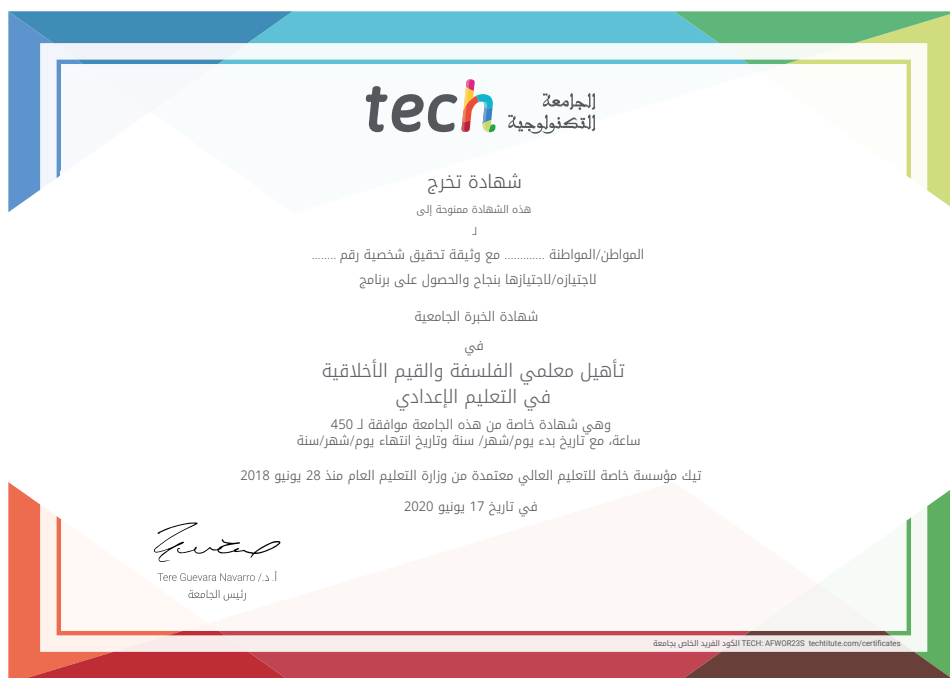 tech الجامعة
التكنولوجية
شهادة تخرج
هذه الشهادة ممنوحة إلى
لـ
المواطن/المواطنة ............ مع وثيقة تحقيق شخصية رقم ........
لاجتيازه/لاجتيازها بنجاح والحصول على برنامج
شهادة الخبرة الجامعية
في
تأهيل معلمي الفلسفة والقيم الأخلاقية
في التعليم الإعدادي
وهي شهادة خاصة من هذه الجامعة موافقة لـ 450
ساعة، مع تاريخ بدء يوم/شهر/ سنة وتاريخ انتهاء يوم/شهر/سنة
تيك مؤسسة خاصة للتعليم العالي معتمدة من وزارة التعليم العام منذ 28 يونيو 2018
في تاريخ 17 يونيو 2020
أ. د./ Tere Guevara Navarro
رئيس الجامعة
الكود الفريد الخاص بجامعة TECH: AFWOR23S techtitute.com/certificates